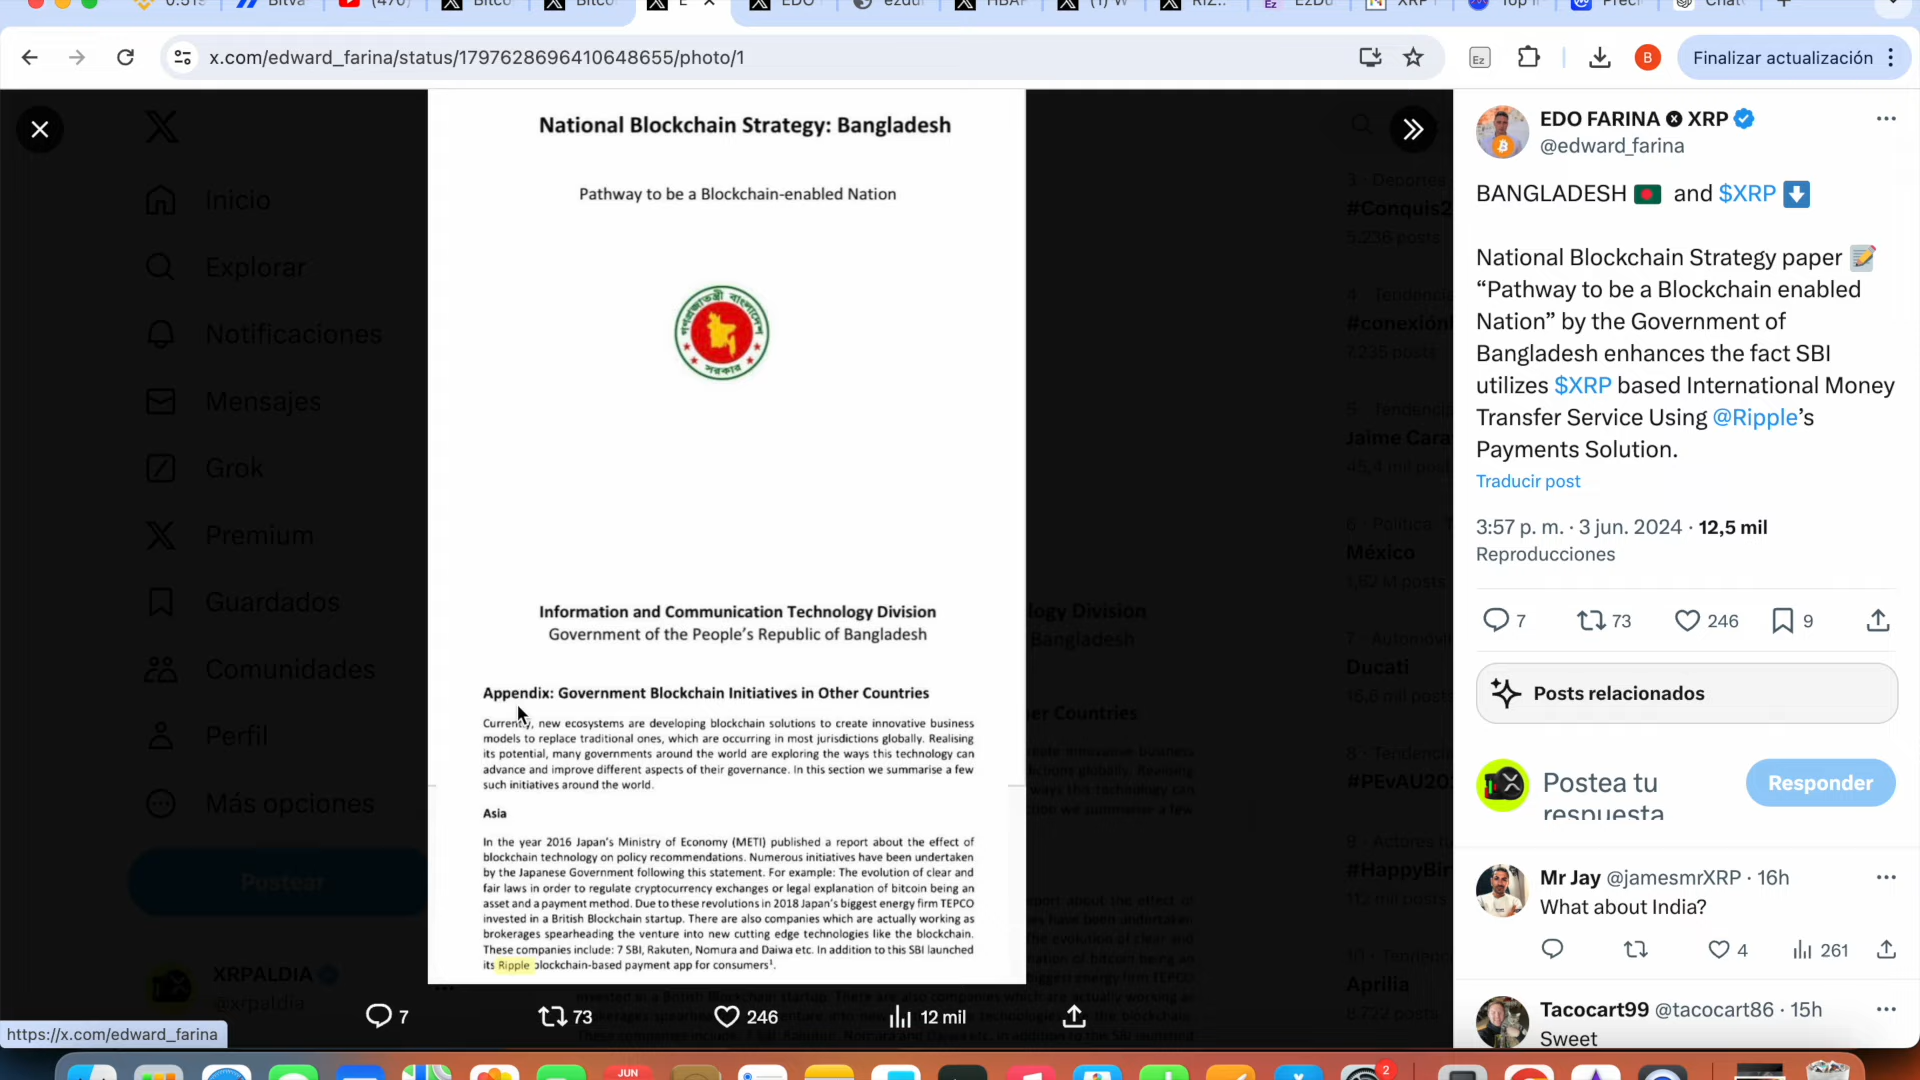 x.com/edward_farina/status/1797628696410648655/photo/1
Finalizar actualización
National Blockchain Strategy: Bangladesh
Pathway to be a Blockchain-enabled Nation
Information and Communication Technology Division
Government of the People's Republic of Bangladesh
Appendix: Government Blockchain Initiatives in Other Countries
Currently, new ecosystems are developing blockchain solutions to create innovative business
models to replace traditional ones, which are occurring in most jurisdictions globally. Realising
its potential, many governments around the world are exploring the ways this technology can
advance and improve different aspects of their governance. In this section we summarise a few
such initiatives around the world.
Asia
In the year 2016 Japan's Ministry of Economy (METI) published a report about the effect of
blockchain technology on policy recommendations. Numerous initiatives have been undertaken
by the Japanese Government following this statement. For example: The evolution of clear and
fair laws in order to regulate cryptocurrency exchanges or legal explanation of bitcoin being an
asset and a payment method. Due to these revolutions in 2018 Japan's biggest energy firm TEPCO
invested in a British Blockchain startup. There are also companies which are actually working as
brokerages spearheading the venture into new cutting edge technologies like the blockchain.
These companies include: 7 SBI, Rakuten, Nomura and Daiwa etc. In addition to this SBI launched
its Ripple blockchain-based payment app for consumers¹.
7
73
246
12 mil
Inicio
Explorar
Notificaciones
Mensajes
Grok
Premium
Guardados
Comunidades
Perfil
Más opciones
Postear
XRPALDIA
@xrpaldia
https://x.com/edward_farina
EDO FARINA XRP
@edward_farina
BANGLADESH 🇧🇩 and $XRP ⬇️
National Blockchain Strategy paper 📝
“Pathway to be a Blockchain enabled
Nation” by the Government of
Bangladesh enhances the fact SBI
utilizes $XRP based International Money
Transfer Service Using @Ripple’s
Payments Solution.
Traducir post
3:57 p. m. · 3 jun. 2024 · 12,5 mil
Reproducciones
7
73
246
9
Posts relacionados
Postea tu
respuesta
Responder
Mr Jay @jamesmrXRP · 16h
What about India?
4
261
Tacocart99 @tacocart86 · 15h
Sweet
JUN
2